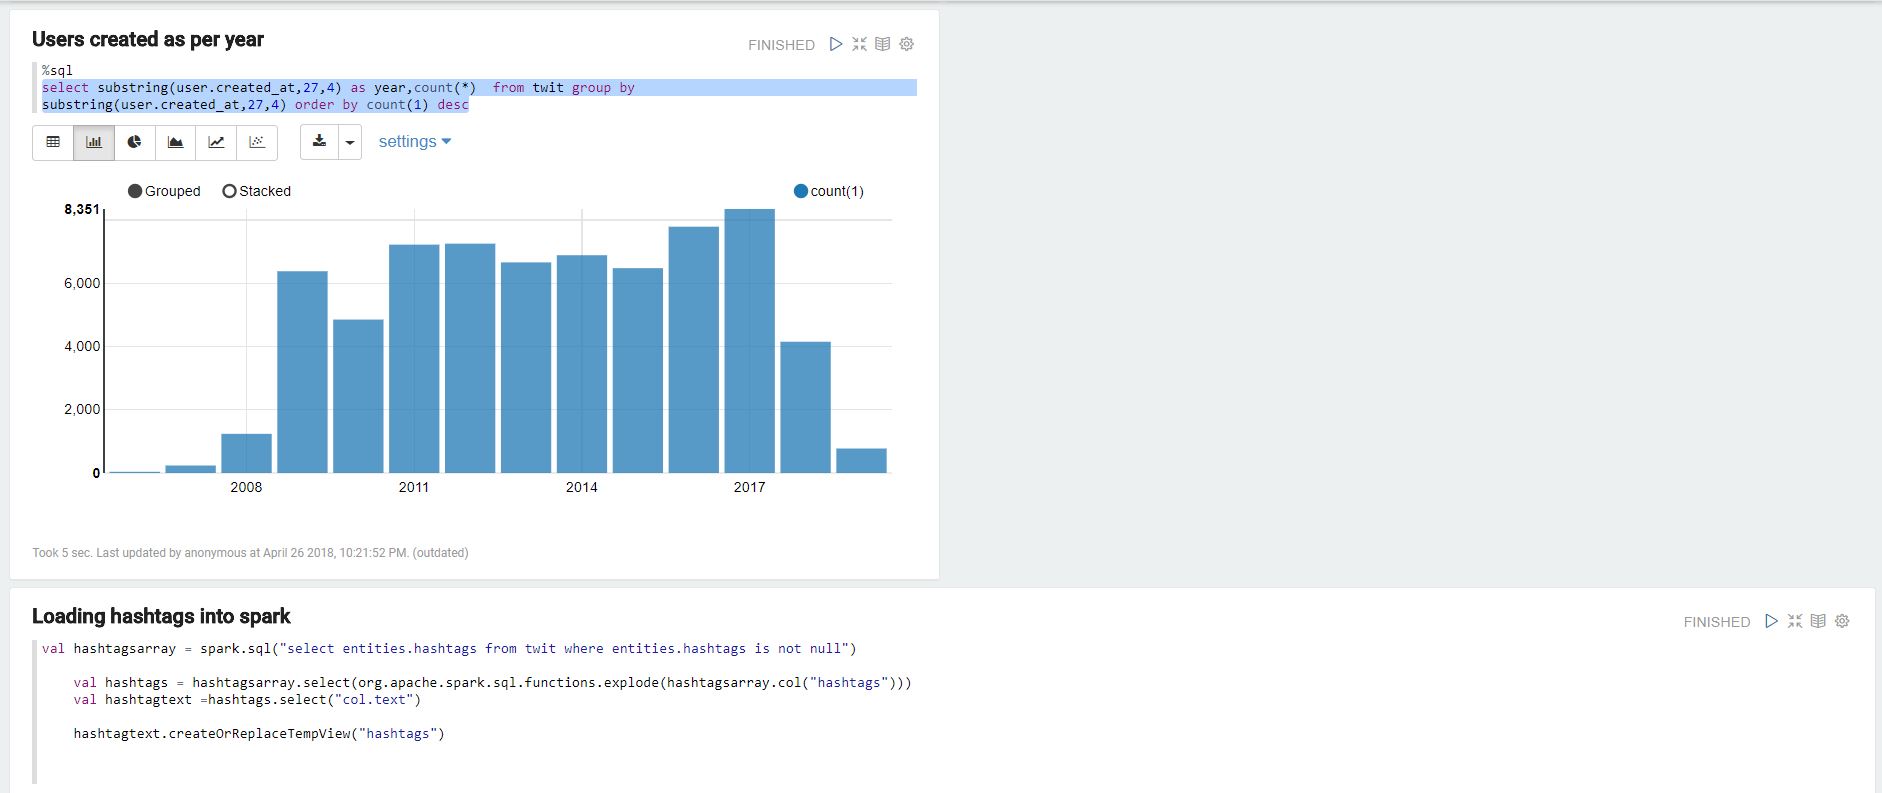 Users created as per year
FINISHED
%sql
select substring(user.created_at,27,4) as year,count(*)  from twit group by
substring(user.created_at,27,4) order by count(1) desc
settings
Grouped Stacked count(1)
8,351
6,000
4,000
2,000
0
2008 2011 2014 2017
Took 5 sec. Last updated by anonymous at April 26 2018, 10:21:52 PM. (outdated)
Loading hashtags into spark
FINISHED
val hashtagsarray = spark.sql("select entities.hashtags from twit where entities.hashtags is not null")
val hashtags = hashtagsarray.select(org.apache.spark.sql.functions.explode(hashtagsarray.col("hashtags")))
val hashtagtext =hashtags.select("col.text")
hashtagtext.createOrReplaceTempView("hashtags")